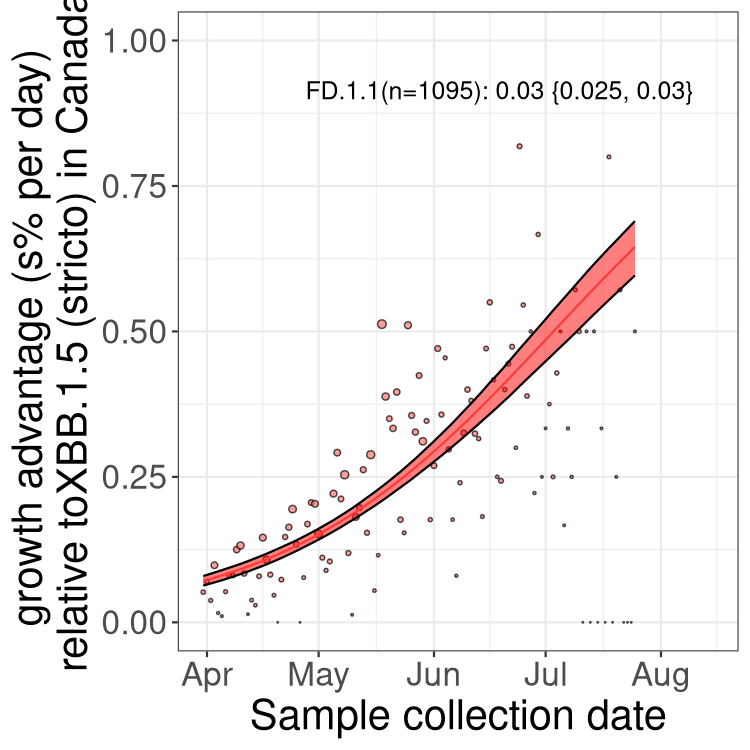 growth advantage (s% per day)
relative toXBB.1.5 (stricto) in Canada
1.00
0.75
0.50
0.25
0.00
FD.1.1(n=1095): 0.03 {0.025, 0.03}
Apr May Jun Jul Aug
Sample collection date